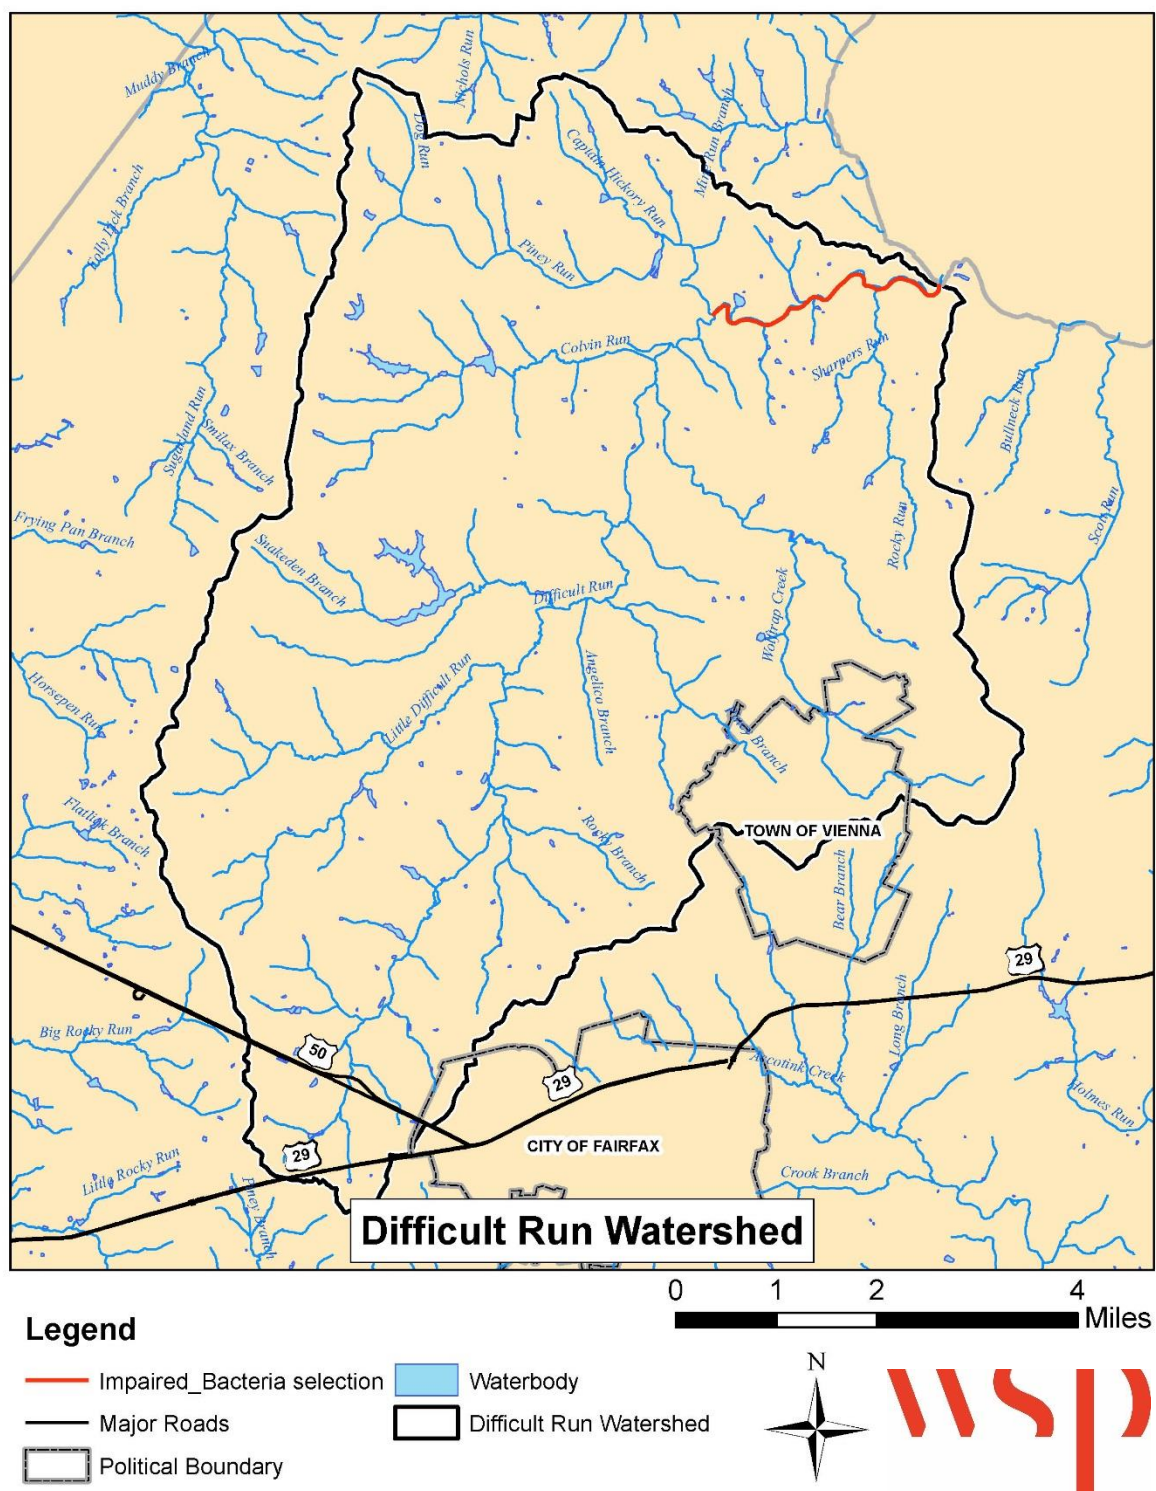 Muddy Branch
Nichols Run
Dog Run
Captain Hickory Run
Mine Run Branch
Folly Lick Branch
Piney Run
Colvin Run
Sharpers Run
Bullneck Run
Sugarland Run
Smilax Branch
Scott Run
Frying Pan Branch
Rocky Run
Snakeden Branch
Difficult Run
Wolftrap Creek
Angelico Branch
Little Difficult Run
Horsepen Run
Branch
Flatlick Branch
Rocky Branch
TOWN OF VIENNA
Bear Branch
29
Long Branch
Big Rocky Run
50
29
Accotink Creek
Holmes Run
CITY OF FAIRFAX
29
Little Rocky Run
Piney Branch
Crook Branch
Difficult Run Watershed
0 1 2 4
Miles
Legend
Impaired_Bacteria selection
Waterbody
Major Roads
Difficult Run Watershed
Political Boundary
N
wsp